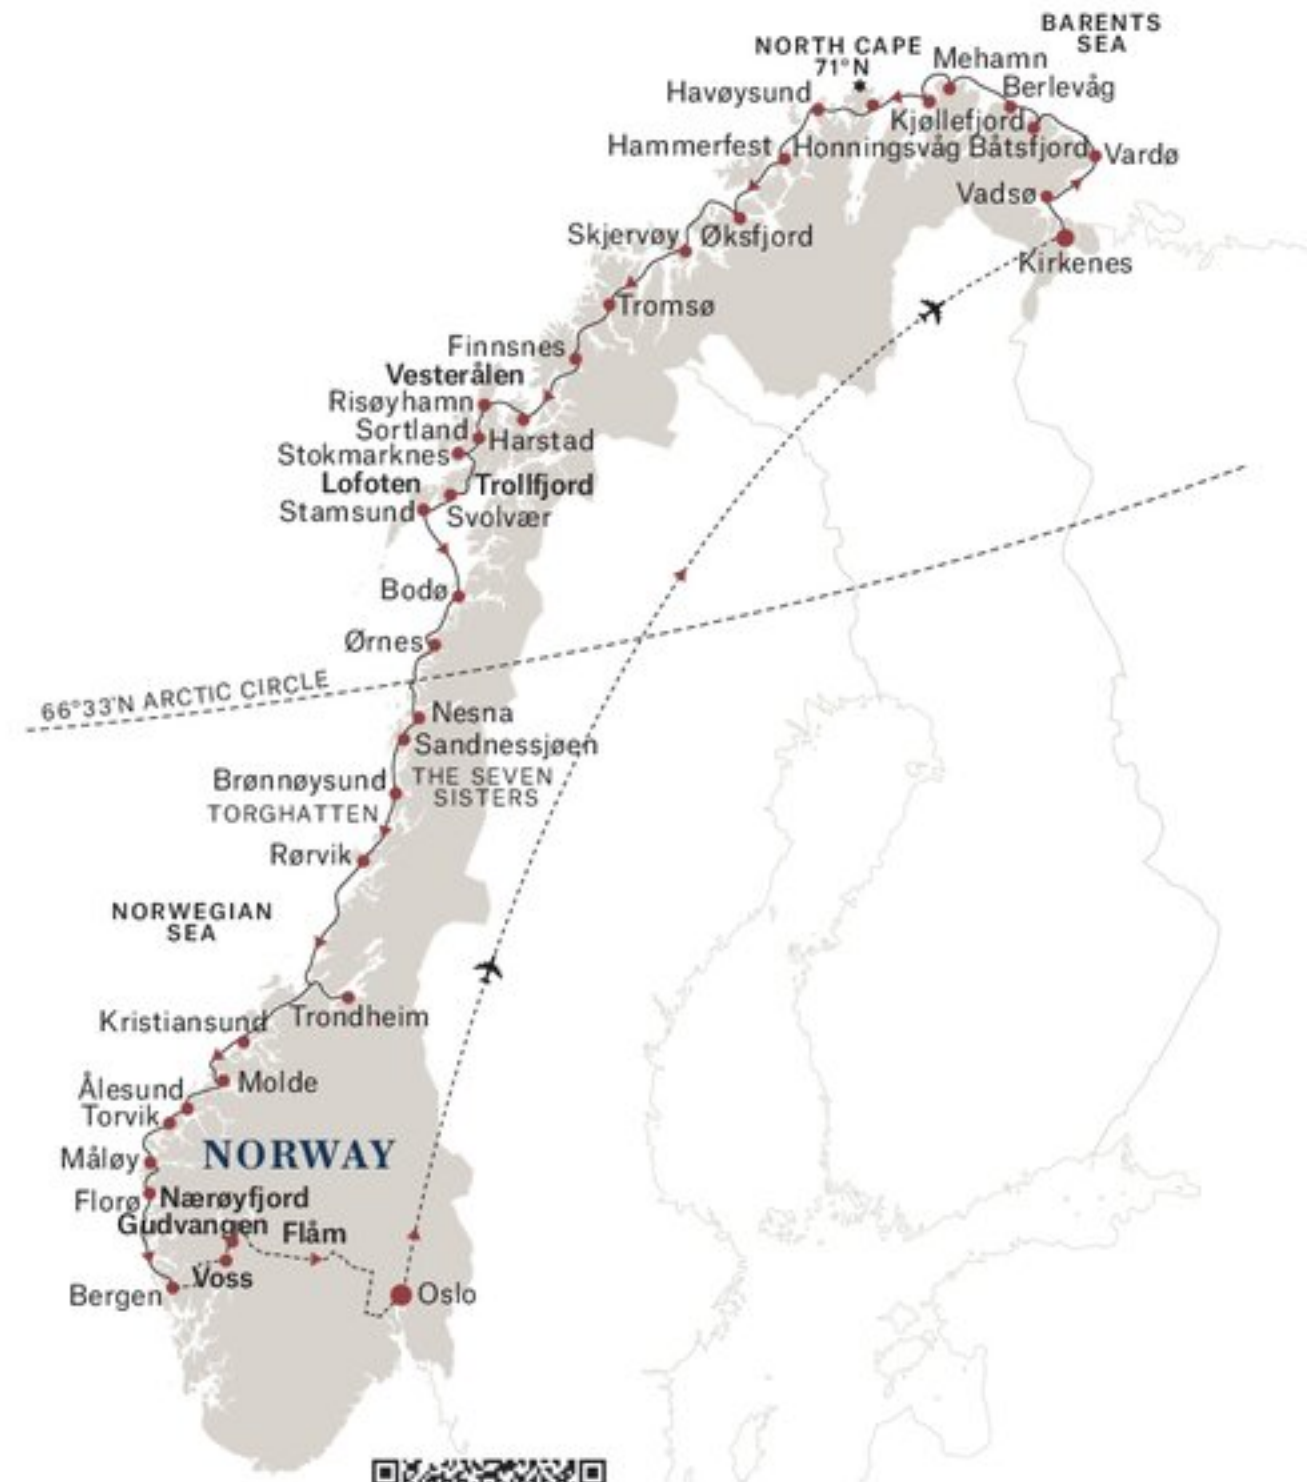 BARENTS
SEA
NORTH CAPE
71°N
Mehamn
Havøysund
Berlevåg
Kjøllefjord
Hammerfest
Honningsvåg
Båtsfjord
Vardø
Vadsø
Skjervøy
Øksfjord
Kirkenes
Tromsø
Finnsnes
Vesterålen
Risøyhamn
Sortland
Harstad
Stokmarknes
Lofoten
Trollfjord
Stamsund
Svolvær
Bodø
Ørnes
66°33'N ARCTIC CIRCLE
Nesna
Sandnessjøen
Brønnøysund
THE SEVEN
SISTERS
TORGHATTEN
Rørvik
NORWEGIAN
SEA
Kristiansund
Trondheim
Molde
Ålesund
Torvik
NORWAY
Måløy
Florø
Nærøyfjord
Gudvangen
Flåm
Voss
Bergen
Oslo